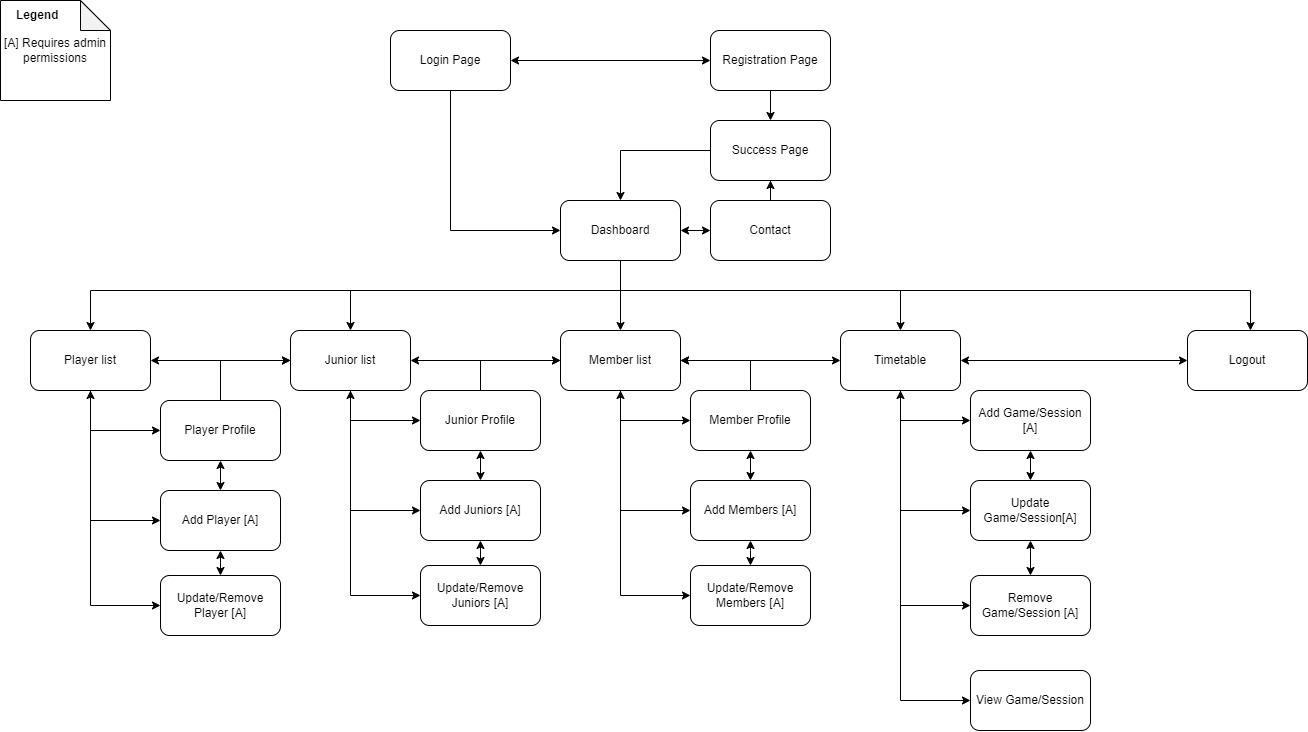 Legend
[A] Requires admin
permissions
Login Page
Registration Page
Success Page
Dashboard
Contact
Player list
Junior list
Member list
Timetable
Logout
Player Profile
Junior Profile
Member Profile
Add Game/Session
[A]
Add Player [A]
Add Juniors [A]
Add Members [A]
Update
Game/Session[A]
Update/Remove
Player [A]
Update/Remove
Juniors [A]
Update/Remove
Members [A]
Remove
Game/Session [A]
View Game/Session